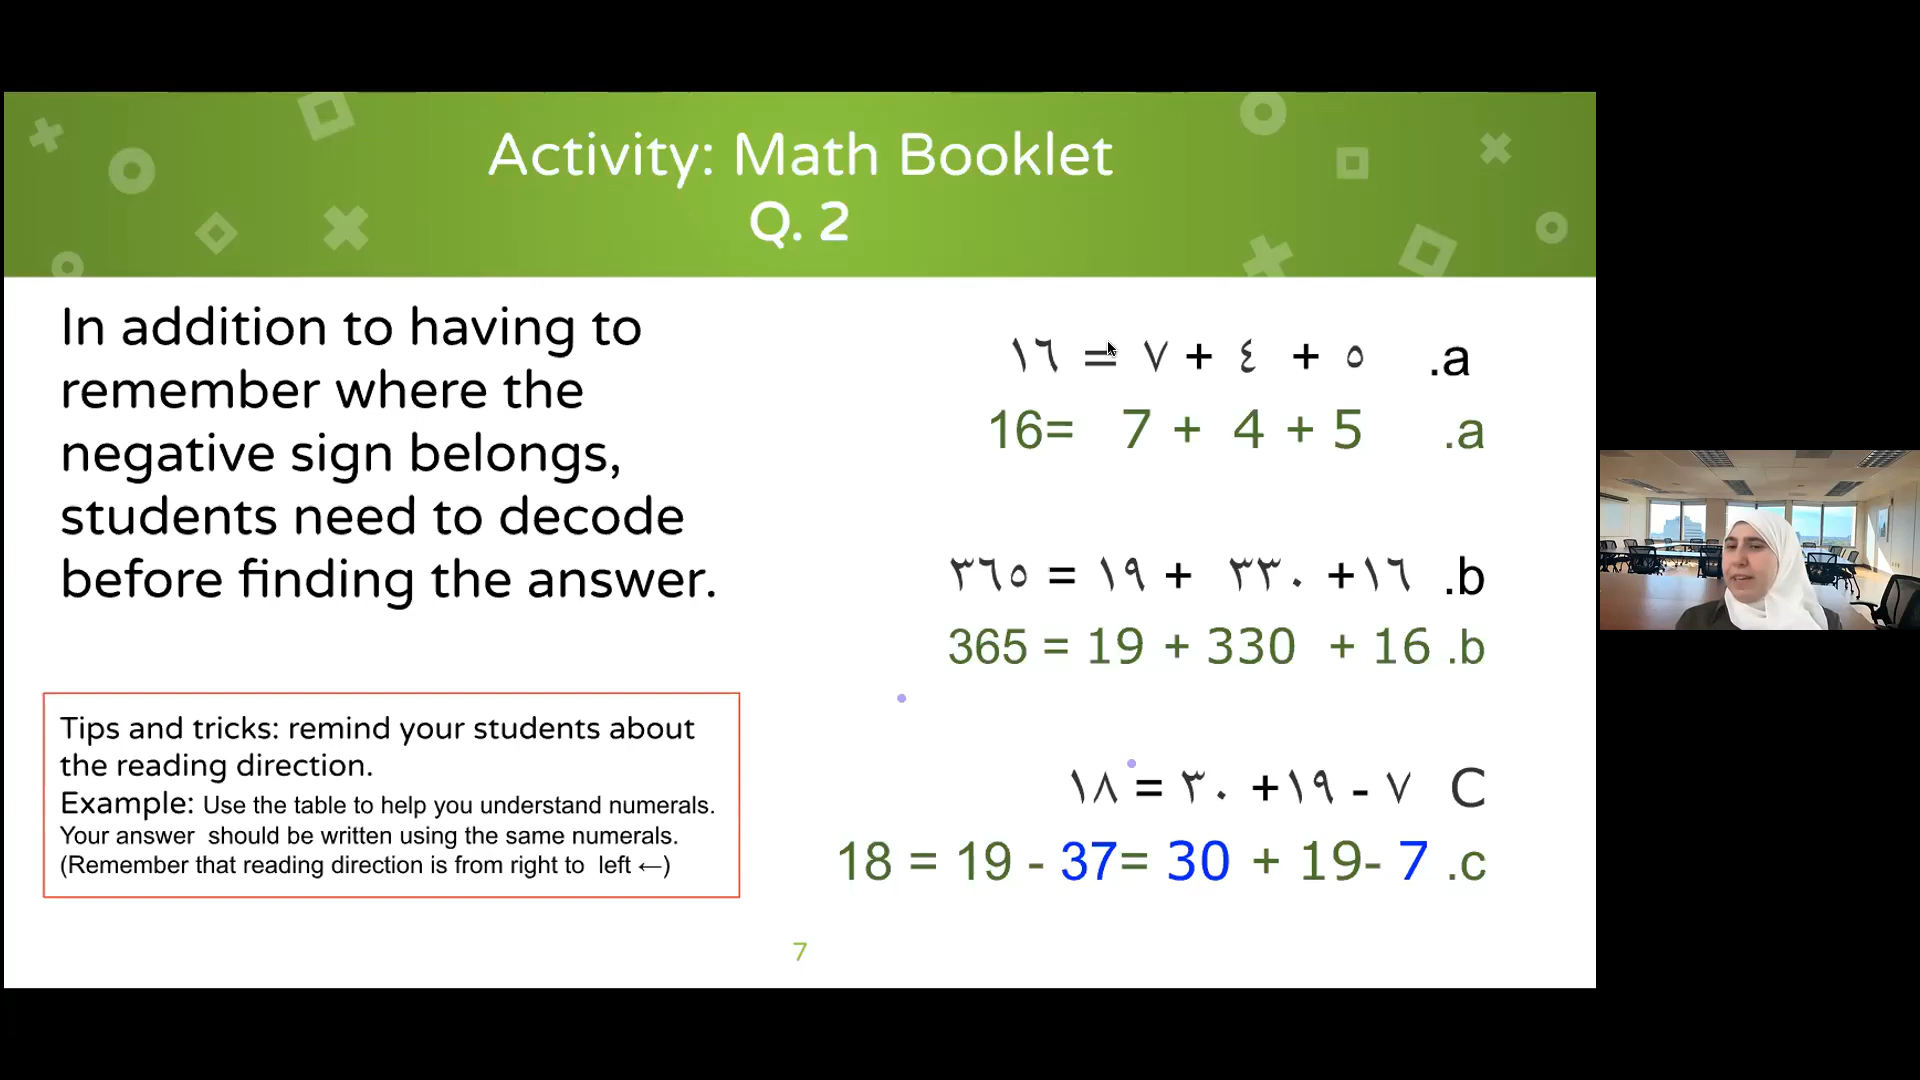 Activity: Math Booklet
Q. 2
In addition to having to
remember where the
negative sign belongs,
students need to decode
before finding the answer.
Tips and tricks: remind your students about
the reading direction.
Example: Use the table to help you understand numerals.
Your answer should be written using the same numerals.
(Remember that reading direction is from right to left ←)
١٦ = ٧ + ٤ + ٥ .a
16= 7 + 4 + 5 .a
٣٦٥ = ١٩ + ٣٣٠ +١٦ .b
365 = 19 + 330 + 16 .b
١٨ = ٣٠ +١٩ - ٧ C
18 = 19 - 37= 30 + 19- 7 .c
7